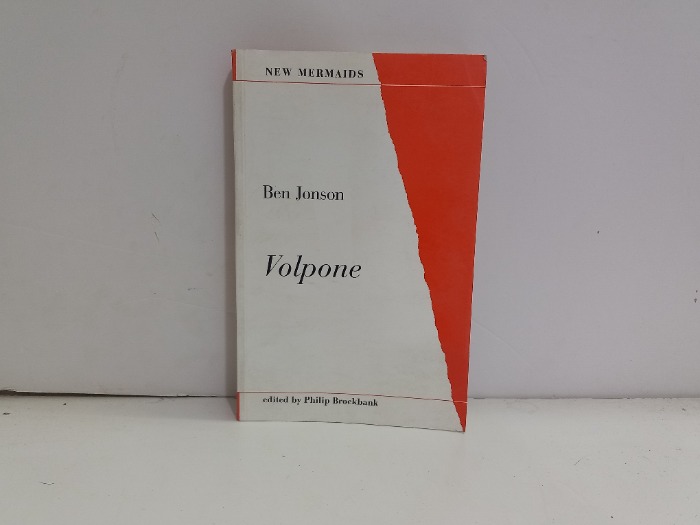 NEW MERMAIDS
Ben Jonson
Volpone
edited by Philip Brockbank